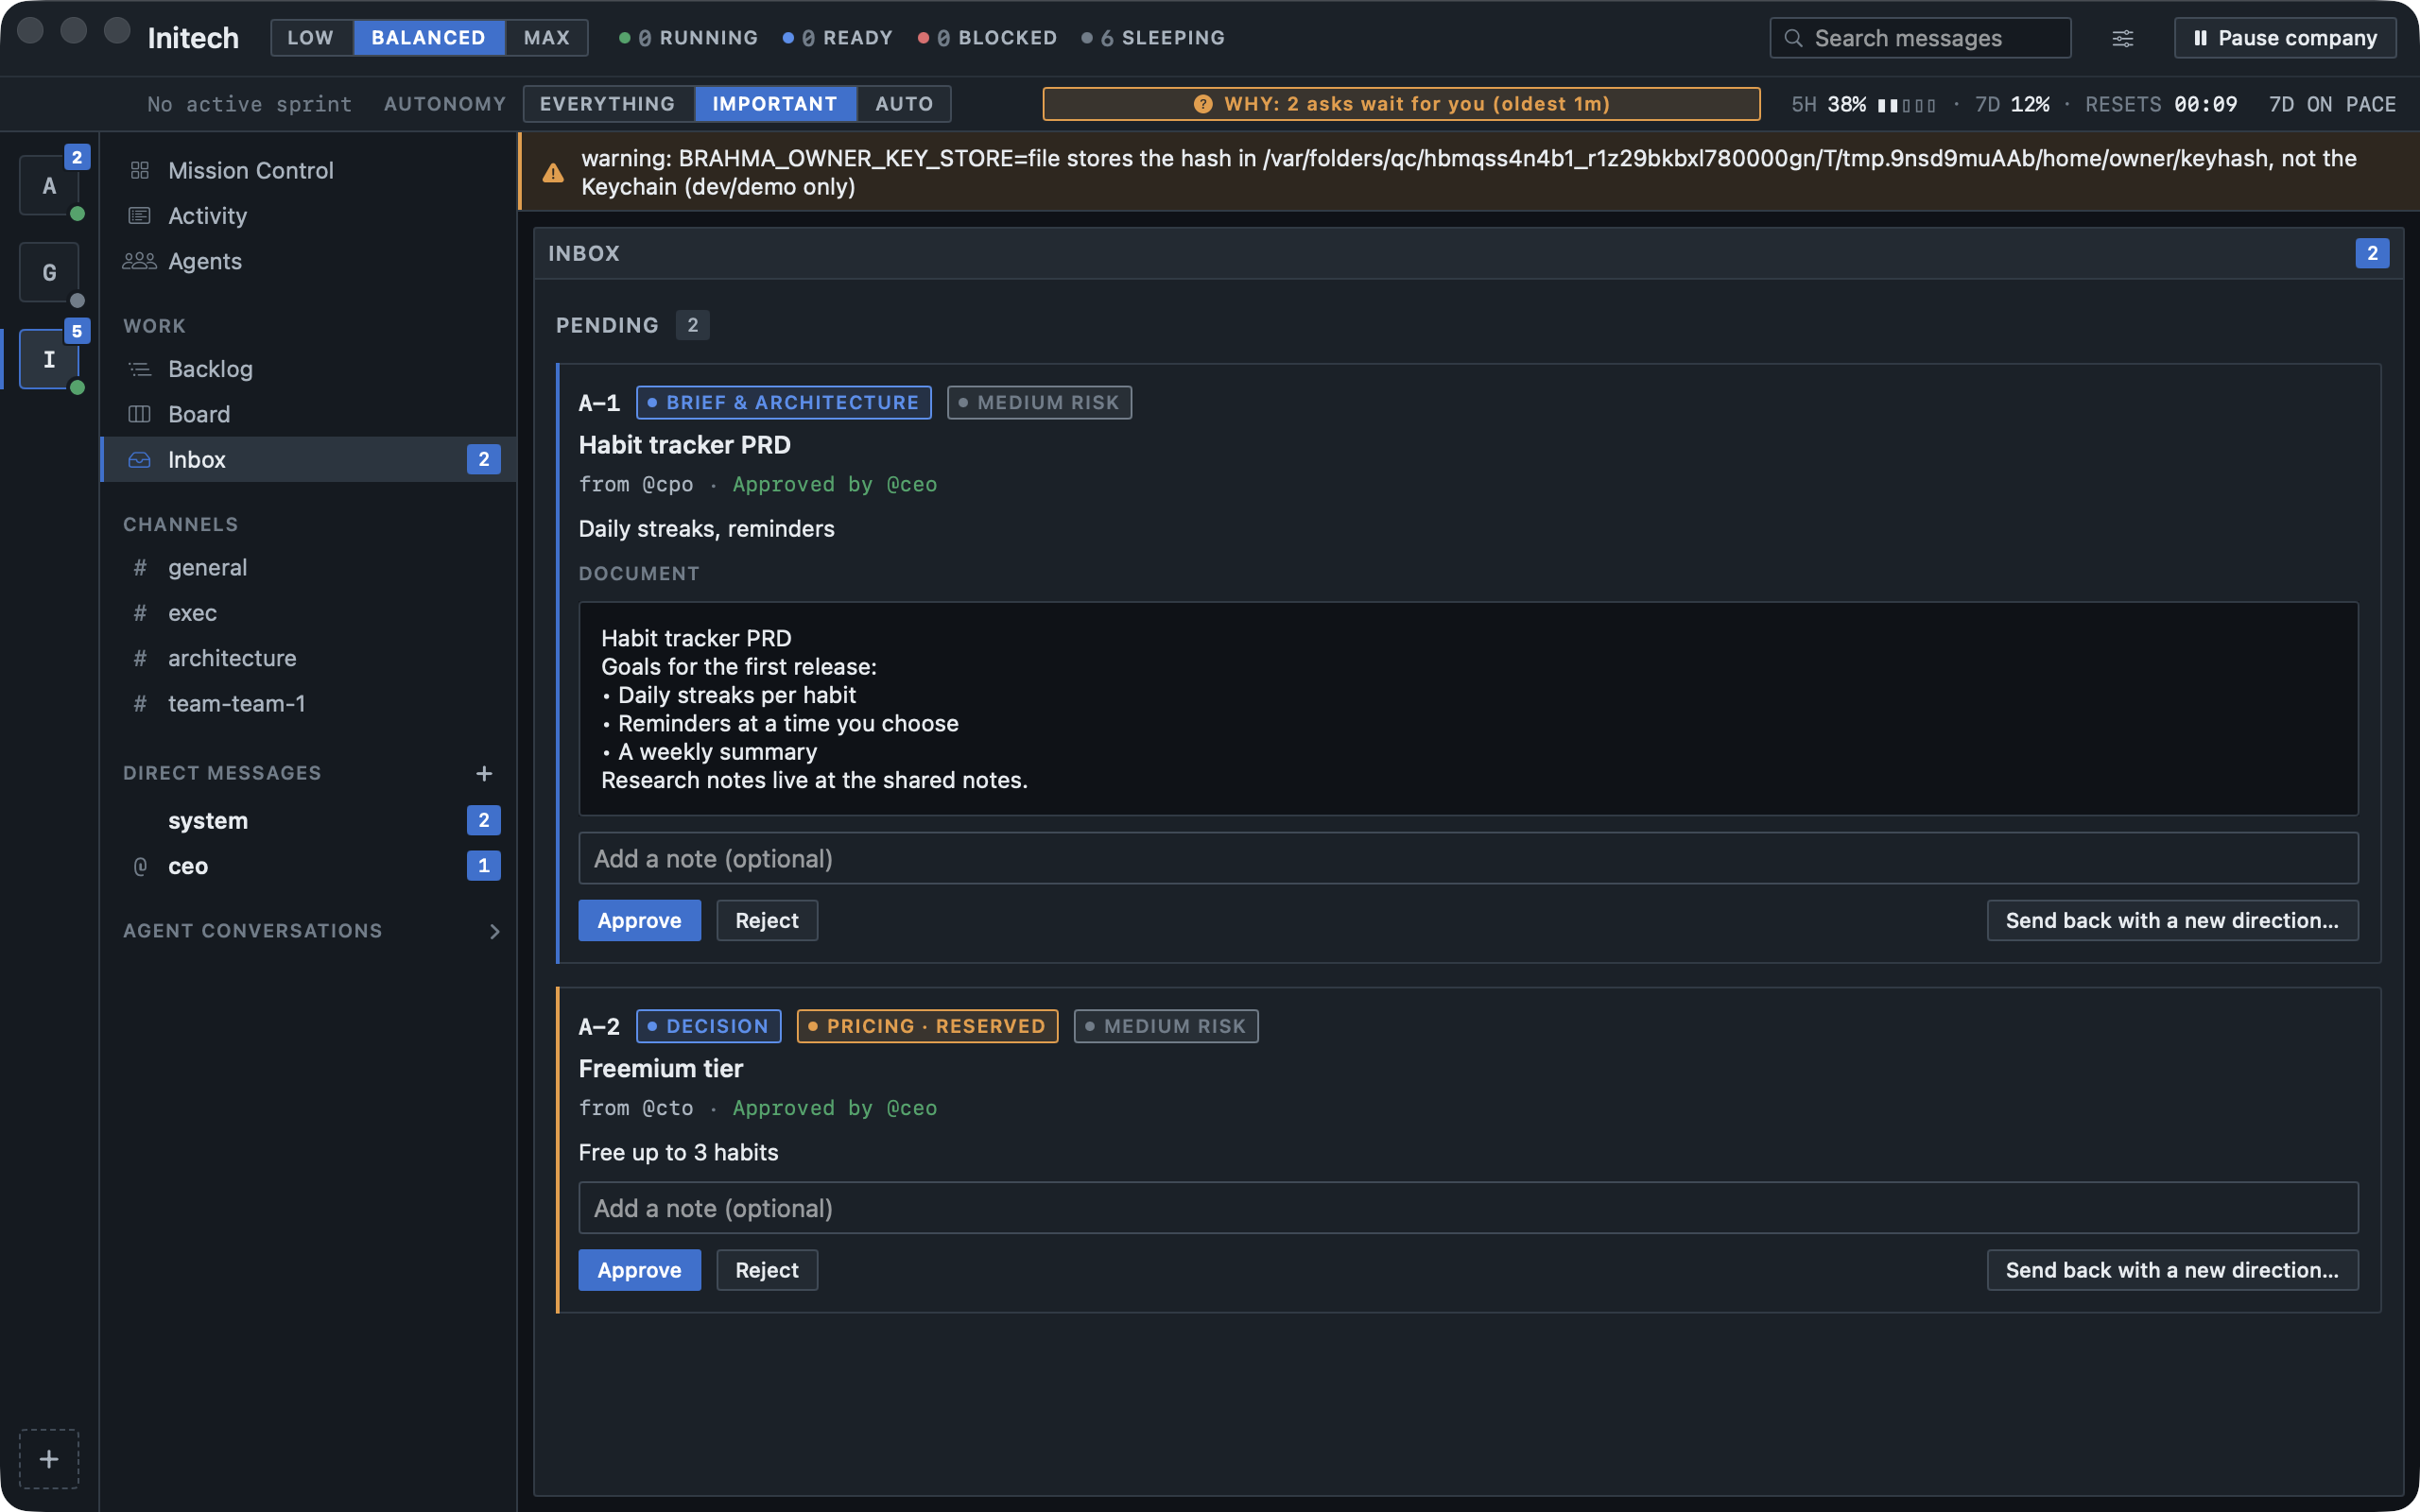 Initech
LOW BALANCED MAX
0 RUNNING 0 READY 0 BLOCKED 6 SLEEPING
Search messages
Pause company
No active sprint AUTONOMY EVERYTHING IMPORTANT AUTO
? WHY: 2 asks wait for you (oldest 1m)
5H 38% · 7D 12% · RESETS 00:09 7D ON PACE
A 2
G
I 5
+
Mission Control
Activity
Agents
WORK
Backlog
Board
Inbox 2
CHANNELS
# general
# exec
# architecture
# team-team-1
DIRECT MESSAGES +
system 2
@ ceo 1
AGENT CONVERSATIONS
warning: BRAHMA_OWNER_KEY_STORE=file stores the hash in /var/folders/qc/hbmqss4n4b1_r1z29bkbxl780000gn/T/tmp.9nsd9muAAb/home/owner/keyhash, not the
Keychain (dev/demo only)
INBOX 2
PENDING 2
A-1 BRIEF & ARCHITECTURE MEDIUM RISK
Habit tracker PRD
from @cpo · Approved by @ceo
Daily streaks, reminders
DOCUMENT
Habit tracker PRD
Goals for the first release:
• Daily streaks per habit
• Reminders at a time you choose
• A weekly summary
Research notes live at the shared notes.
Add a note (optional)
Approve Reject Send back with a new direction...
A-2 DECISION PRICING · RESERVED MEDIUM RISK
Freemium tier
from @cto · Approved by @ceo
Free up to 3 habits
Add a note (optional)
Approve Reject Send back with a new direction...